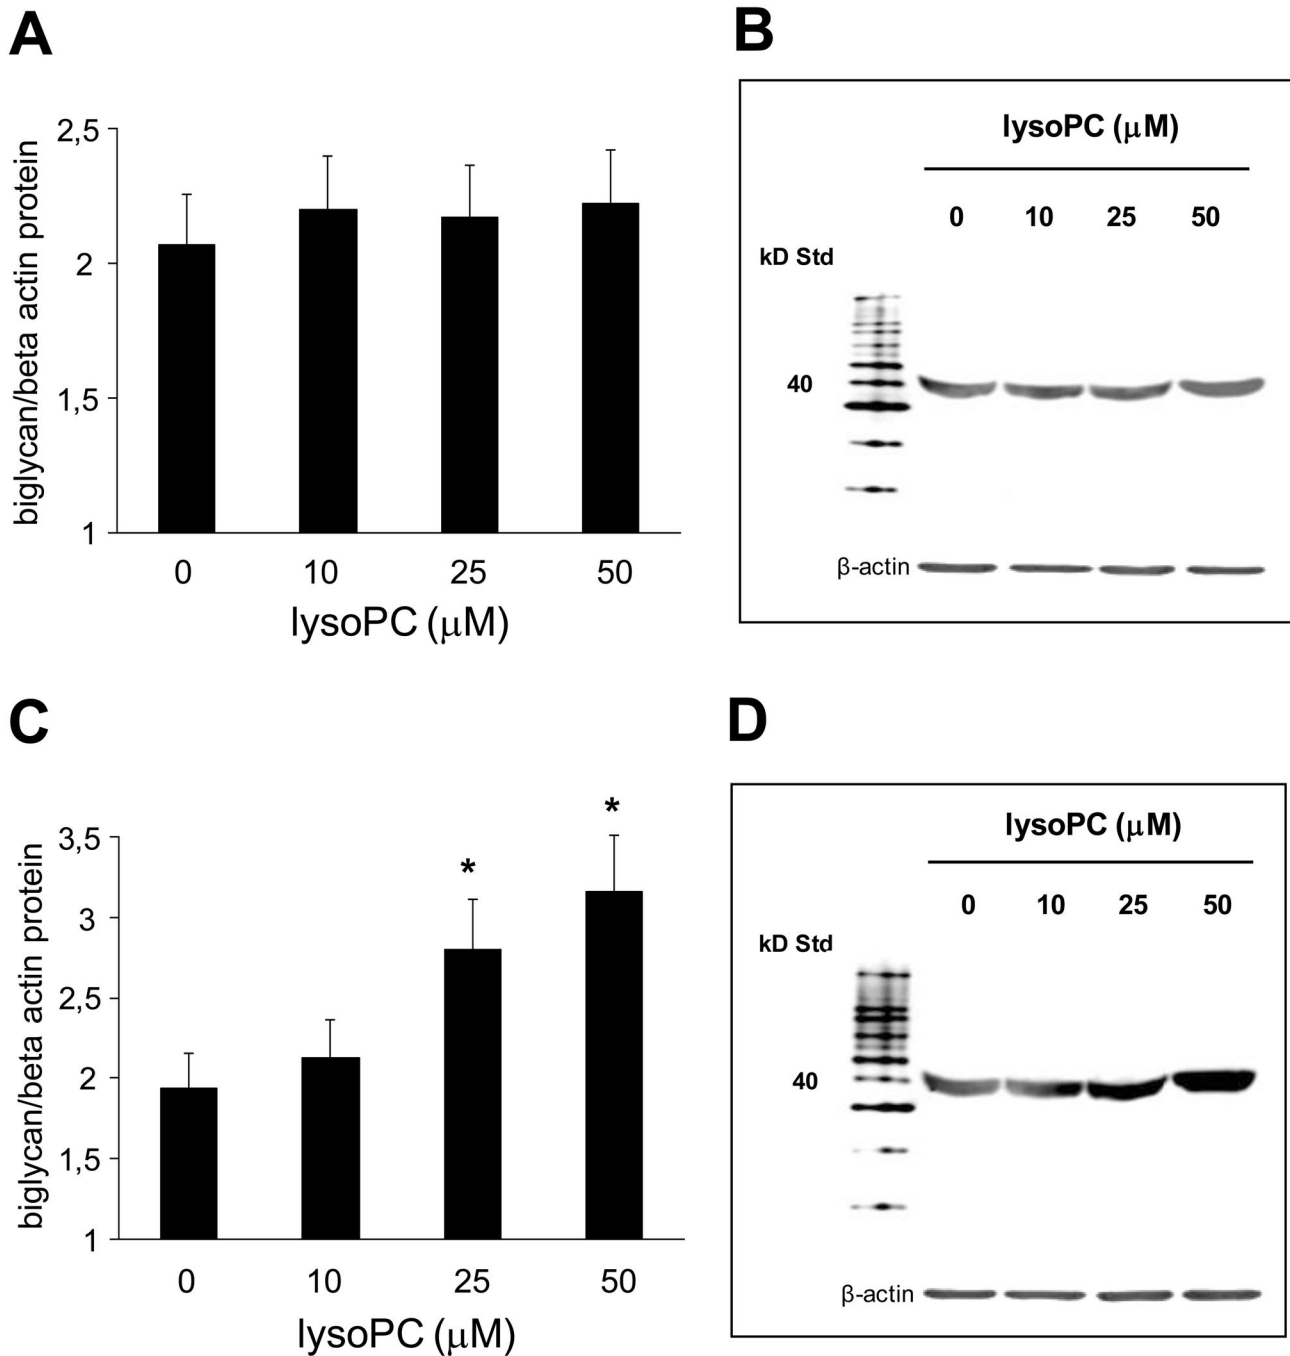 A
biglycan/beta actin protein
2,5
2
1,5
1
0 10 25 50
lysoPC (μM)
B
lysoPC (μM)
0 10 25 50
kD Std
40
β-actin
C
biglycan/beta actin protein
3,5
3
2,5
2
1,5
1
* *
0 10 25 50
lysoPC (μM)
D
lysoPC (μM)
0 10 25 50
kD Std
40
β-actin